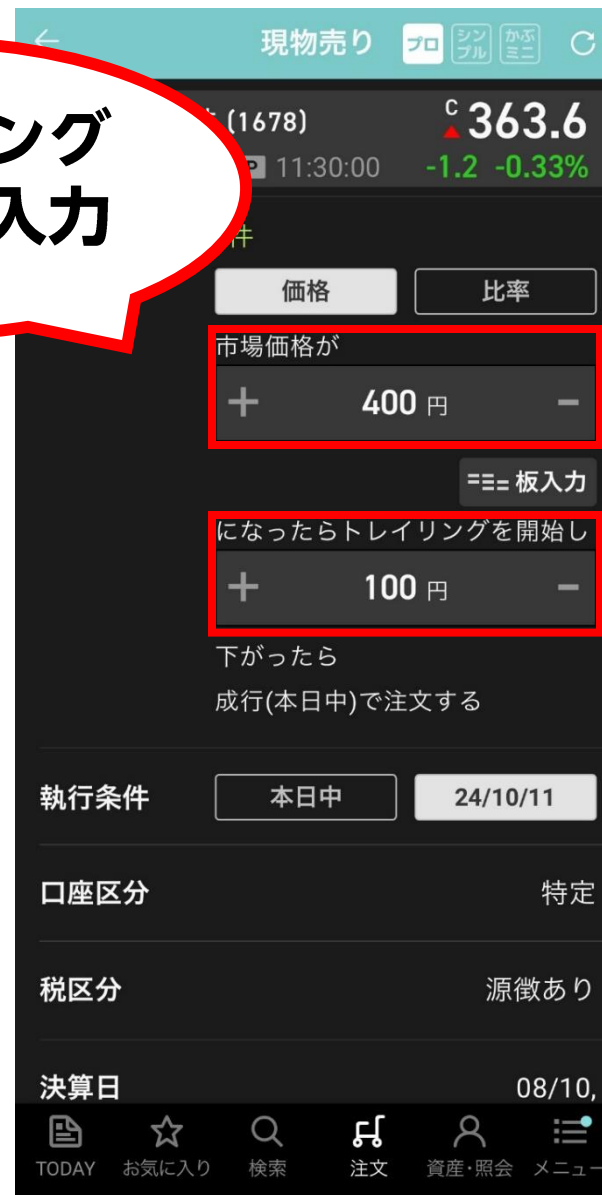 現物売り プロ シンプル かぶミニ
ング
入力
(1678) C 363.6
P 11:30:00 -1.2 -0.33%
件
価格 比率
市場価格が
+ 400 円 -
板入力
になったらトレイリングを開始し
+ 100 円 -
下がったら
成行(本日中)で注文する
執行条件 本日中 24/10/11
口座区分 特定
税区分 源徴あり
決算日 08/10,
TODAY お気に入り 検索 注文 資産・照会 メニュー